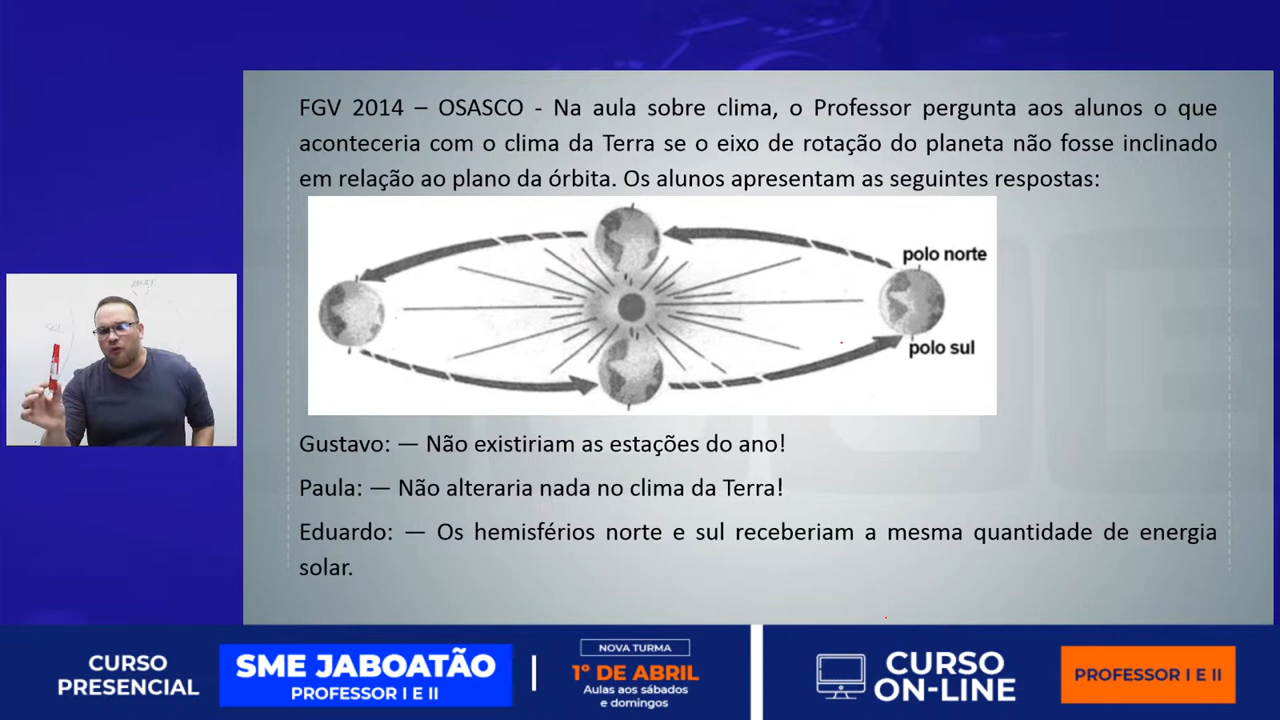 FGV 2014 – OSASCO - Na aula sobre clima, o Professor pergunta aos alunos o que
aconteceria com o clima da Terra se o eixo de rotação do planeta não fosse inclinado
em relação ao plano da órbita. Os alunos apresentam as seguintes respostas:
polo norte
polo sul
Gustavo: — Não existiriam as estações do ano!
Paula: — Não alteraria nada no clima da Terra!
Eduardo: — Os hemisférios norte e sul receberiam a mesma quantidade de energia
solar.
CURSO
PRESENCIAL
SME JABOATÃO
PROFESSOR I E II
NOVA TURMA
1º DE ABRIL
Aulas aos sábados
e domingos
CURSO
ON-LINE
PROFESSOR I E II